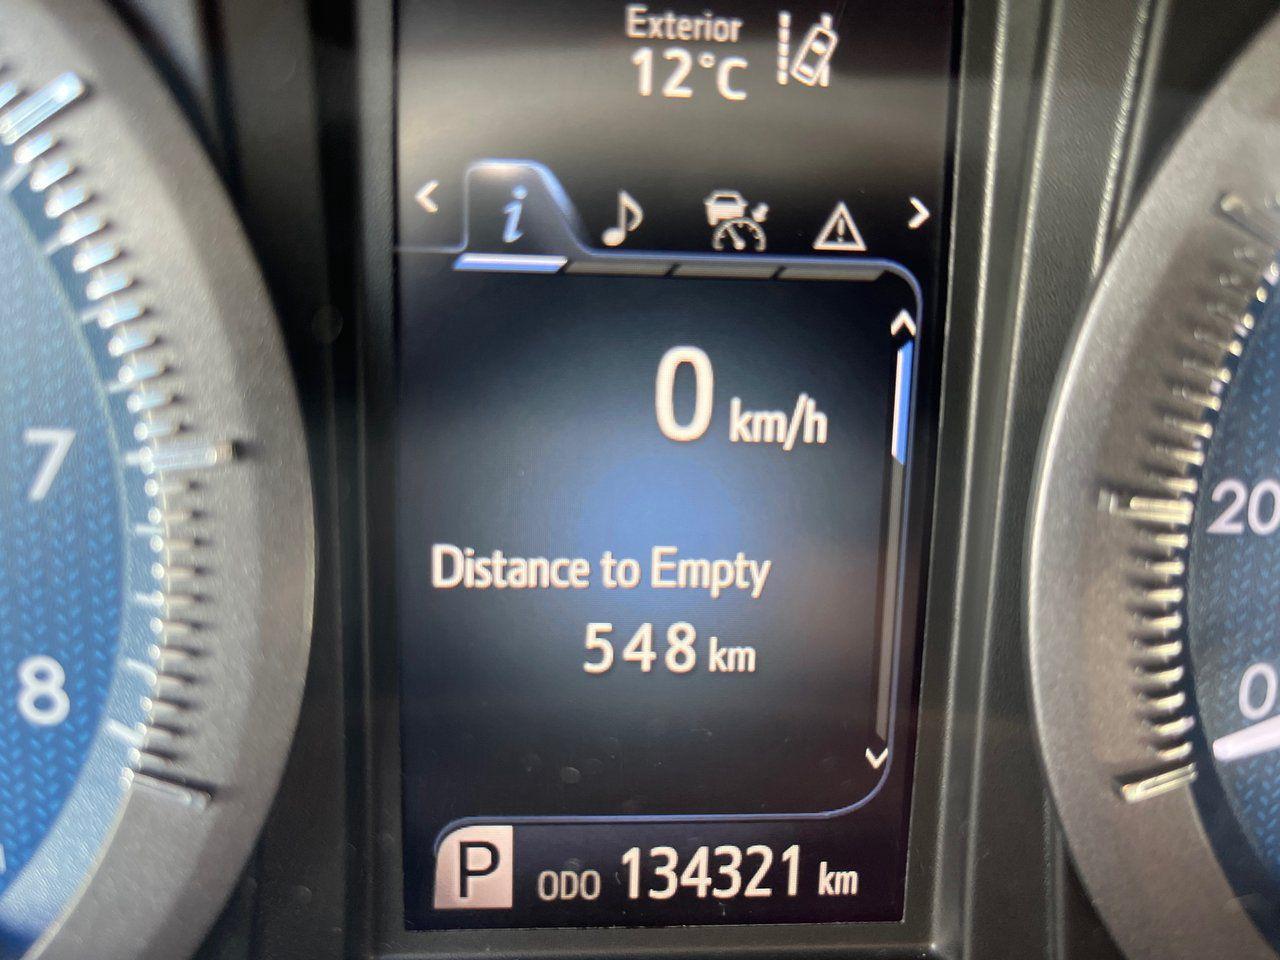 Exterior
12°C
i
0 km/h
7
20
Distance to Empty
548 km
8
0
P ODO 134321 km